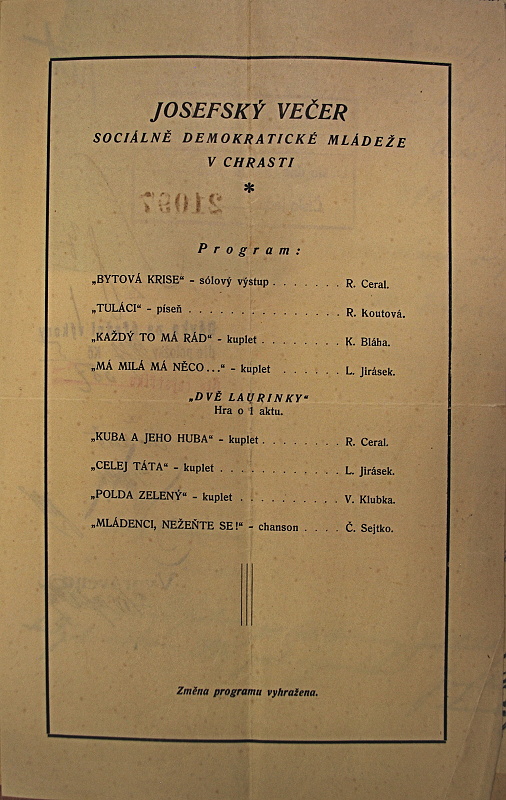 JOSEFSKÝ VEČER
SOCIÁLNĚ DEMOKRATICKÉ MLÁDEŽE
V CHRASTI
*
21097
Program:
„BYTOVÁ KRISE“ - sólový výstup . . . . . . . R. Ceral.
„TULÁCI“ - píseň . . . . . . . . . . . . . . R. Koutová.
„KAŽDÝ TO MÁ RÁD“ - kuplet . . . . . . . . K. Bláha.
„MÁ MILÁ MÁ NĚCO...“ - kuplet . . . . . . . L. Jirásek.
„DVĚ LAURINKY“
Hra o 1 aktu.
„KUBA A JEHO HUBA“ - kuplet . . . . . . . . R. Ceral.
„CELEJ TÁTA“ - kuplet . . . . . . . . . . . . L. Jirásek.
„POLDA ZELENÝ“ - kuplet . . . . . . . . . . V. Klubka.
„MLÁDENCI, NEŽEŇTE SE!“ - chanson . . . . Č. Sejtko.
Změna programu vyhražena.